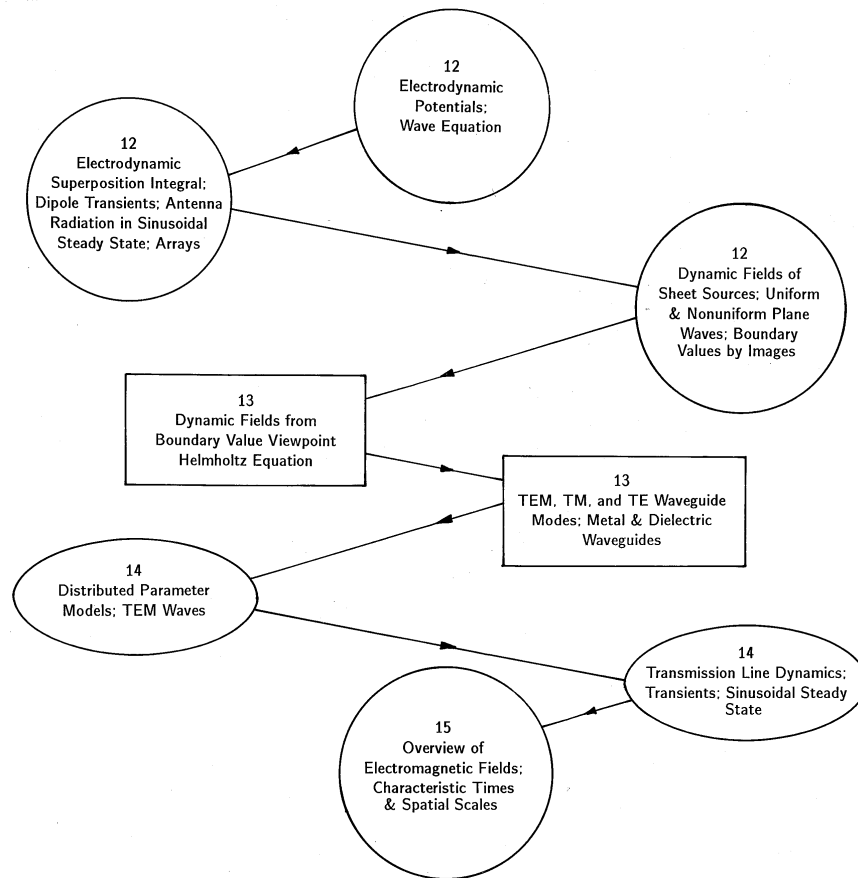 12
Electrodynamic
Potentials;
Wave Equation
12
Electrodynamic
Superposition Integral;
Dipole Transients; Antenna
Radiation in Sinusoidal
Steady State; Arrays
12
Dynamic Fields of
Sheet Sources; Uniform
& Nonuniform Plane
Waves; Boundary
Values by Images
13
Dynamic Fields from
Boundary Value Viewpoint
Helmholtz Equation
13
TEM, TM, and TE Waveguide
Modes; Metal & Dielectric
Waveguides
14
Distributed Parameter
Models; TEM Waves
14
Transmission Line Dynamics;
Transients; Sinusoidal Steady
State
15
Overview of
Electromagnetic Fields;
Characteristic Times
& Spatial Scales